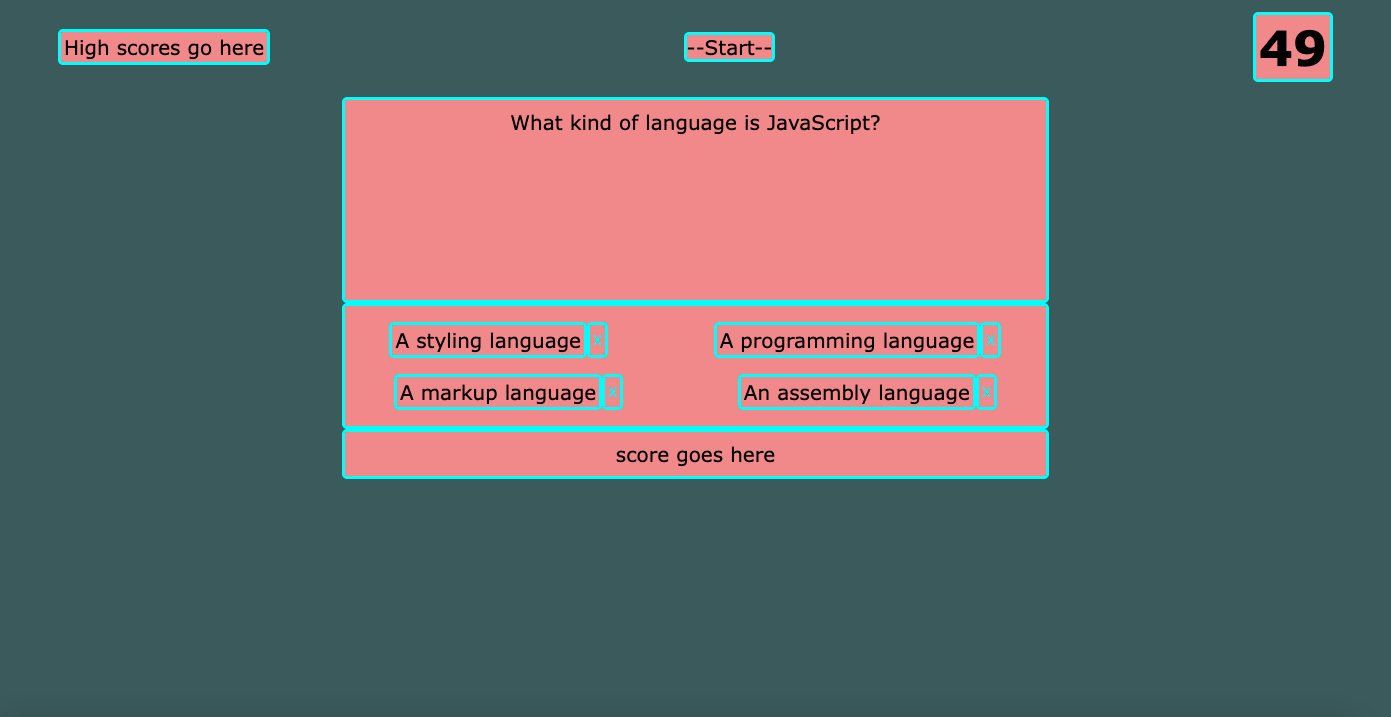 High scores go here
--Start--
49
What kind of language is JavaScript?
A styling language x
A programming language x
A markup language x
An assembly language x
score goes here